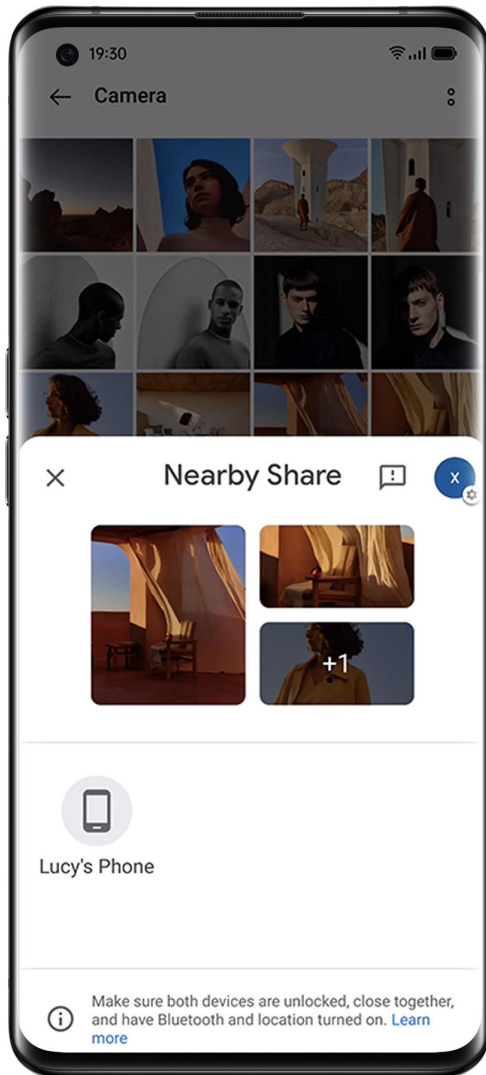 19:30
Camera
Nearby Share
X
+1
Lucy's Phone
Make sure both devices are unlocked, close together,
and have Bluetooth and location turned on. Learn
more